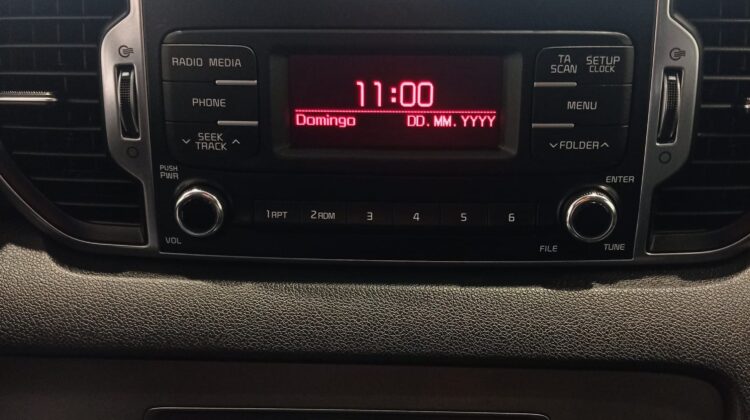 RADIO MEDIA
PHONE
SEEK
TRACK
PUSH
PWR
VOL
11:00
Domingo DD.MM.YYYY
1 RPT 2 RDM 3 4 5 6
TA SETUP
SCAN CLOCK
MENU
FOLDER
ENTER
FILE TUNE